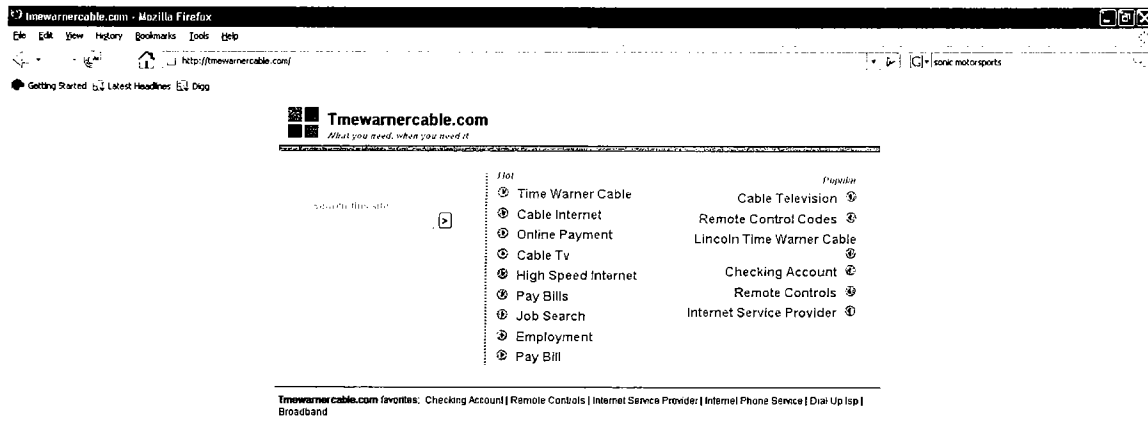 tmewarnercable.com - Mozilla Firefox
File Edit View History Bookmarks Tools Help
http://tmewarnercable.com/
G sonic motorsports
Getting Started Latest Headlines Digg
Tmewarnercable.com
What you need, when you need it
Hot
Popular
search this site
>
Time Warner Cable
Cable Internet
Online Payment
Cable Tv
High Speed Internet
Pay Bills
Job Search
Employment
Pay Bill
Cable Television
Remote Control Codes
Lincoln Time Warner Cable
Checking Account
Remote Controls
Internet Service Provider
Tmewarnercable.com favorites: Checking Account | Remote Controls | Internet Service Provider | Internet Phone Service | Dial Up Isp |
Broadband